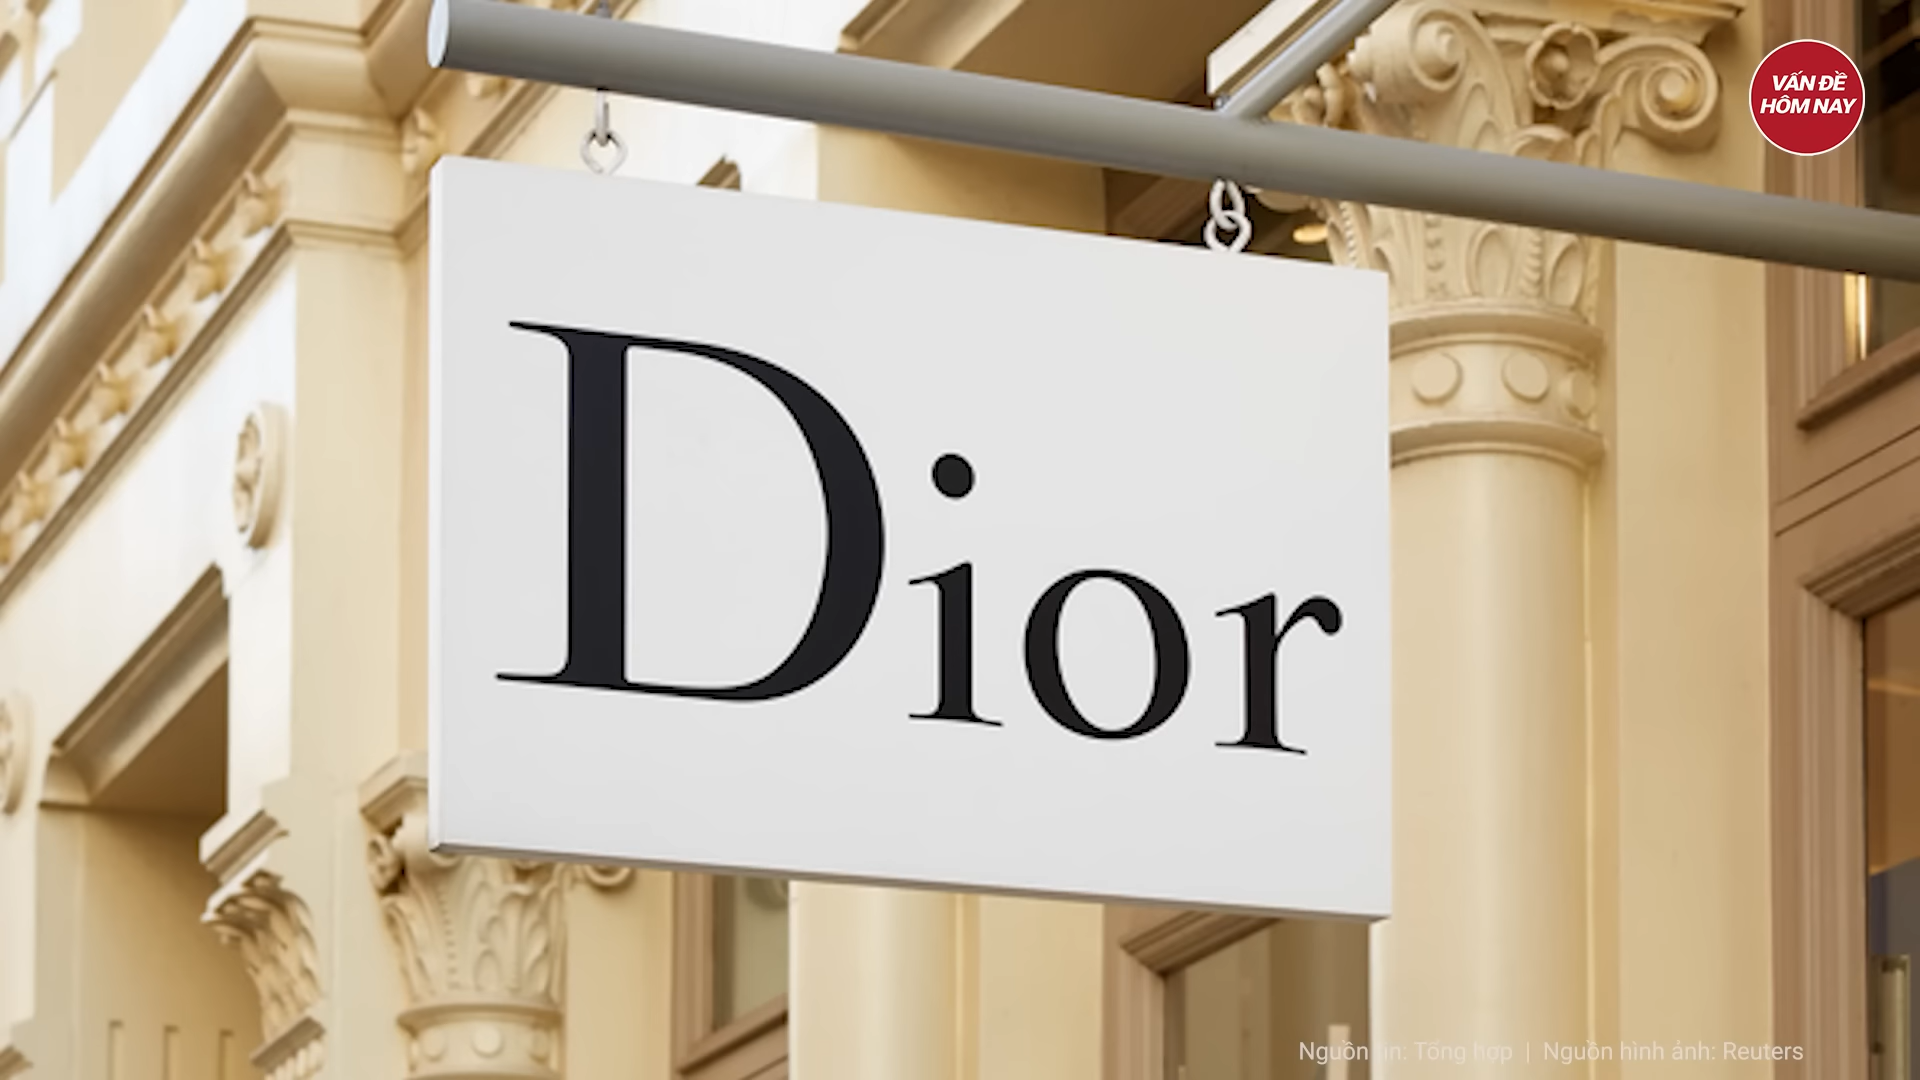 VẤN ĐỀ
HÔM NAY
Dior
Nguồn tin: Tổng hợp | Nguồn hình ảnh: Reuters